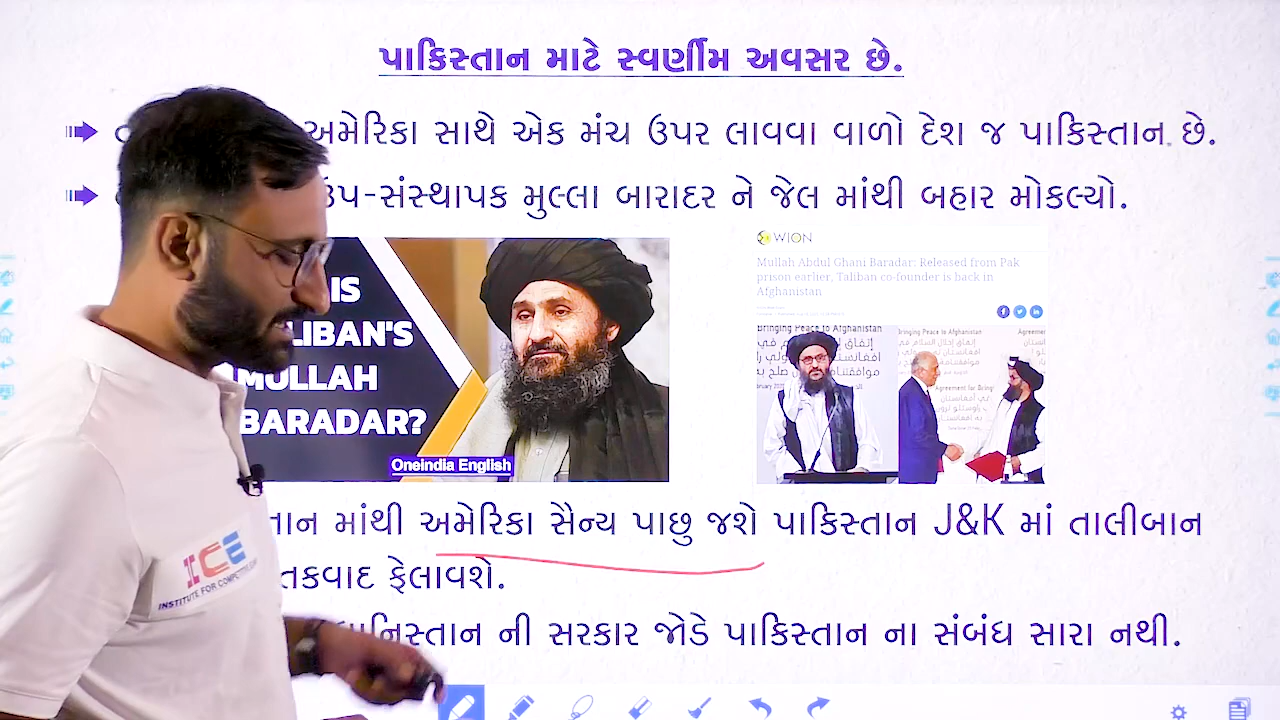 પાકિસ્તાન માટે સ્વર્ણીમ અવસર છે.
અમેરિકા સાથે એક મંચ ઉપર લાવવા વાળો દેશ જ પાકિસ્તાન છે.
ઉપ-સંસ્થાપક મુલ્લા બારાદર ને જેલ માંથી બહાર મોકલ્યો.
IS
LIBAN'S
MULLAH
BARADAR?
Oneindia English
WION
Mullah Abdul Ghani Baradar: Released from Pak
prison earlier, Taliban co-founder is back in
Afghanistan
Bringing Peace to Afghanistan
Bringing Peace to Afghanistan
Agreement for Bring
તાન માંથી અમેરિકા સૈન્ય પાછુ જશે પાકિસ્તાન J&K માં તાલીબાન
તકવાદ ફેલાવશે.
ICE
INSTITUTE FOR
નિસ્તાન ની સરકાર જોડે પાકિસ્તાન ના સંબંધ સારા નથી.